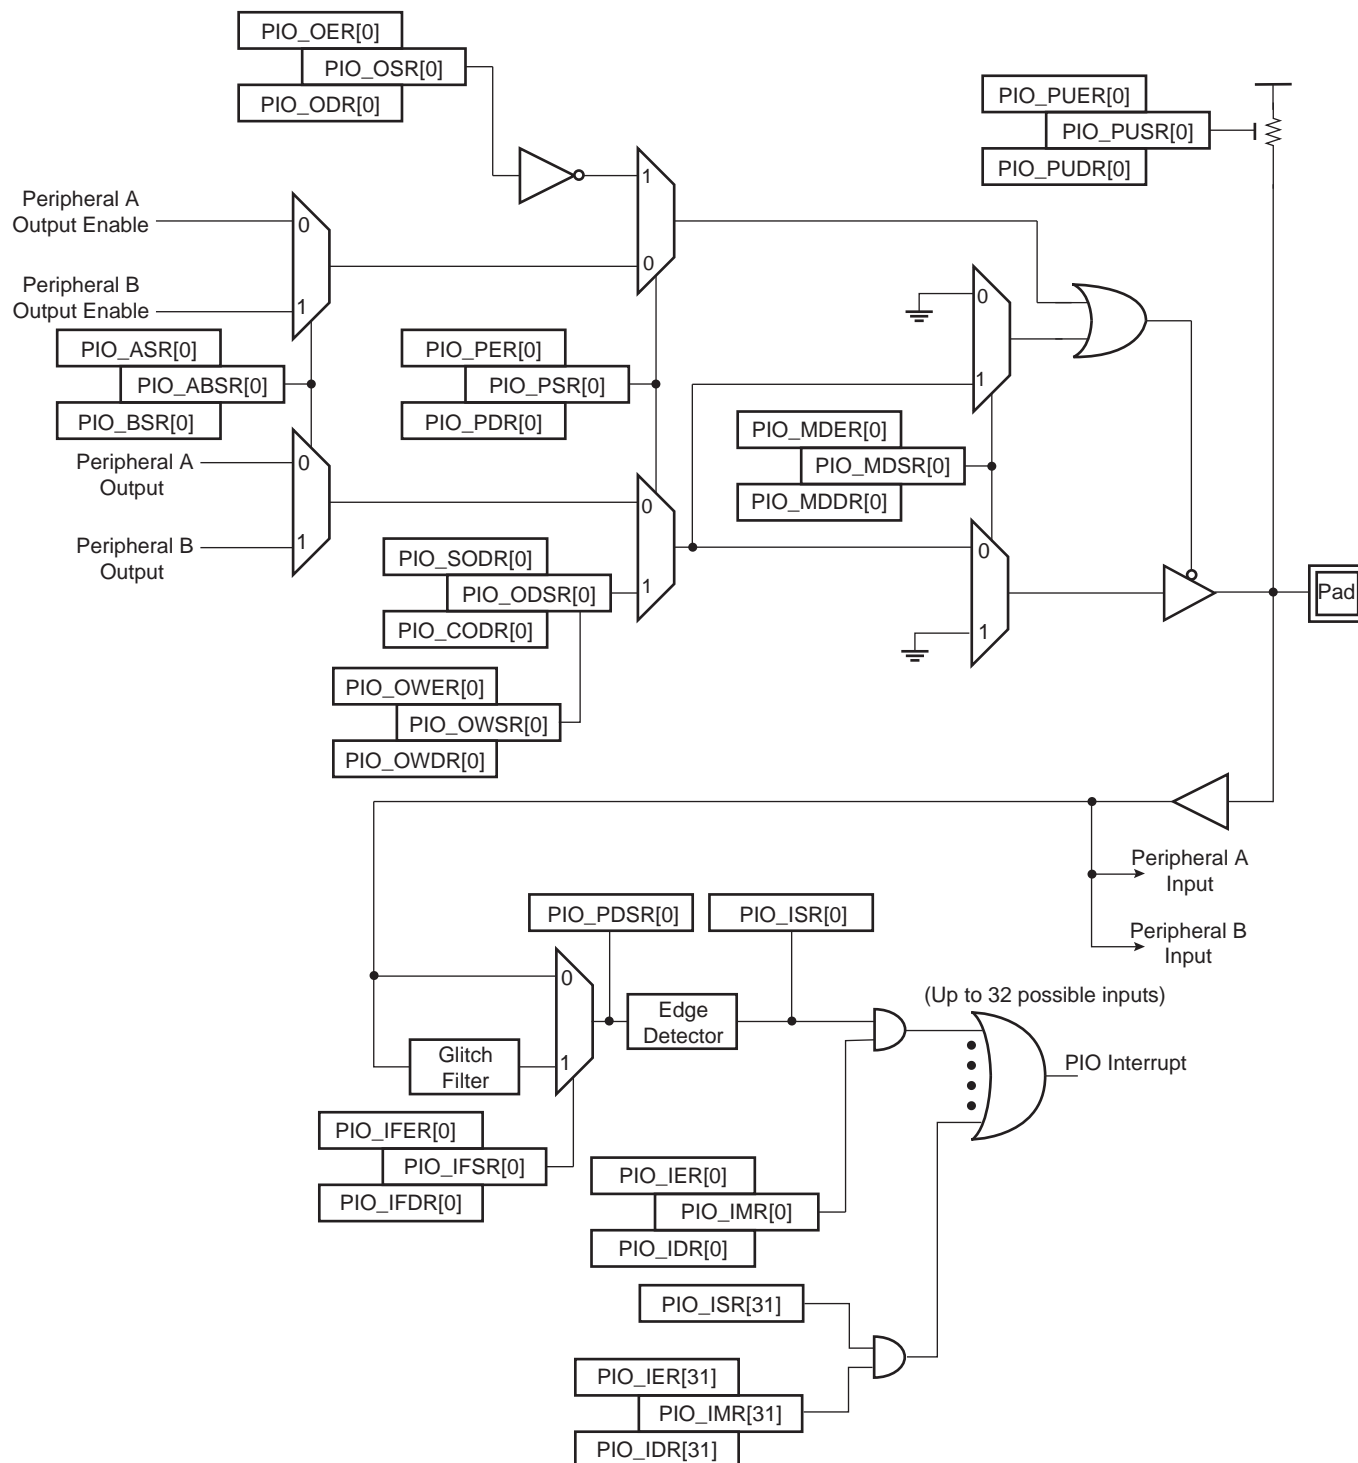 PIO_OER[0]
PIO_OSR[0]
PIO_ODR[0]
PIO_PUER[0]
PIO_PUSR[0]
PIO_PUDR[0]
1
0
Peripheral A
Output Enable
0
Peripheral B
Output Enable
1
PIO_ASR[0]
PIO_ABSR[0]
PIO_BSR[0]
PIO_PER[0]
PIO_PSR[0]
PIO_PDR[0]
0
1
PIO_MDER[0]
PIO_MDSR[0]
PIO_MDDR[0]
Peripheral A
Output
0
Peripheral B
Output
1
0
1
PIO_SODR[0]
PIO_ODSR[0]
PIO_CODR[0]
0
1
Pad
PIO_OWER[0]
PIO_OWSR[0]
PIO_OWDR[0]
Peripheral A
Input
Peripheral B
Input
PIO_PDSR[0]
PIO_ISR[0]
0
1
Edge
Detector
Glitch
Filter
(Up to 32 possible inputs)
PIO Interrupt
PIO_IFER[0]
PIO_IFSR[0]
PIO_IFDR[0]
PIO_IER[0]
PIO_IMR[0]
PIO_IDR[0]
PIO_ISR[31]
PIO_IER[31]
PIO_IMR[31]
PIO_IDR[31]